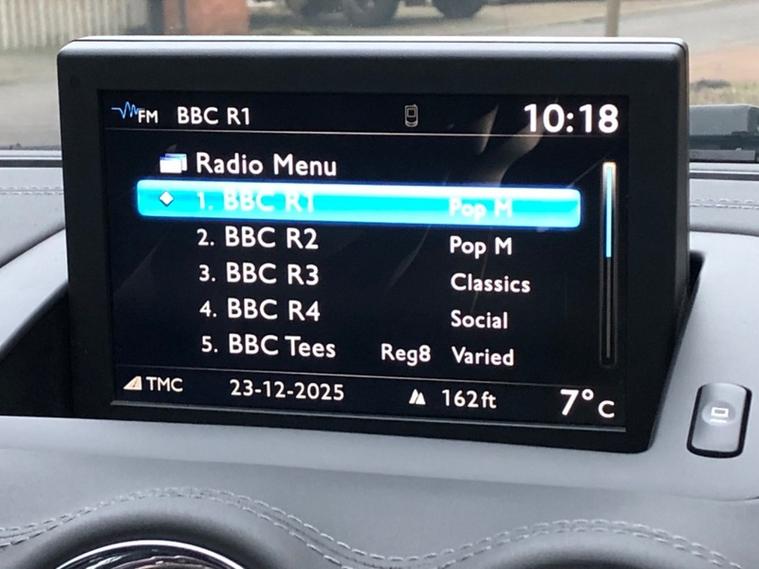 FM BBC R1 10:18
Radio Menu
1. BBC R1 Pop M
2. BBC R2 Pop M
3. BBC R3 Classics
4. BBC R4 Social
5. BBC Tees Reg8 Varied
TMC 23-12-2025 162ft 7°C